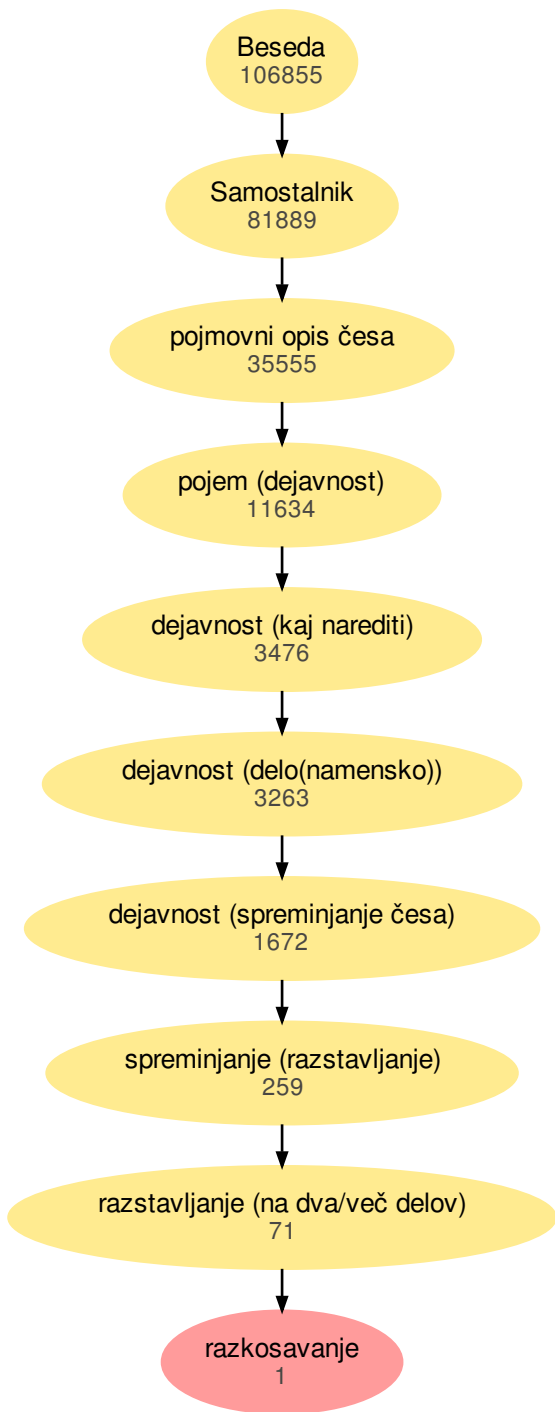 Beseda
106855
Samostalnik
81889
pojmovni opis česa
35555
pojem (dejavnost)
11634
dejavnost (kaj narediti)
3476
dejavnost (delo(namensko))
3263
dejavnost (spreminjanje česa)
1672
spreminjanje (razstavljanje)
259
razstavljanje (na dva/več delov)
71
razkosavanje
1